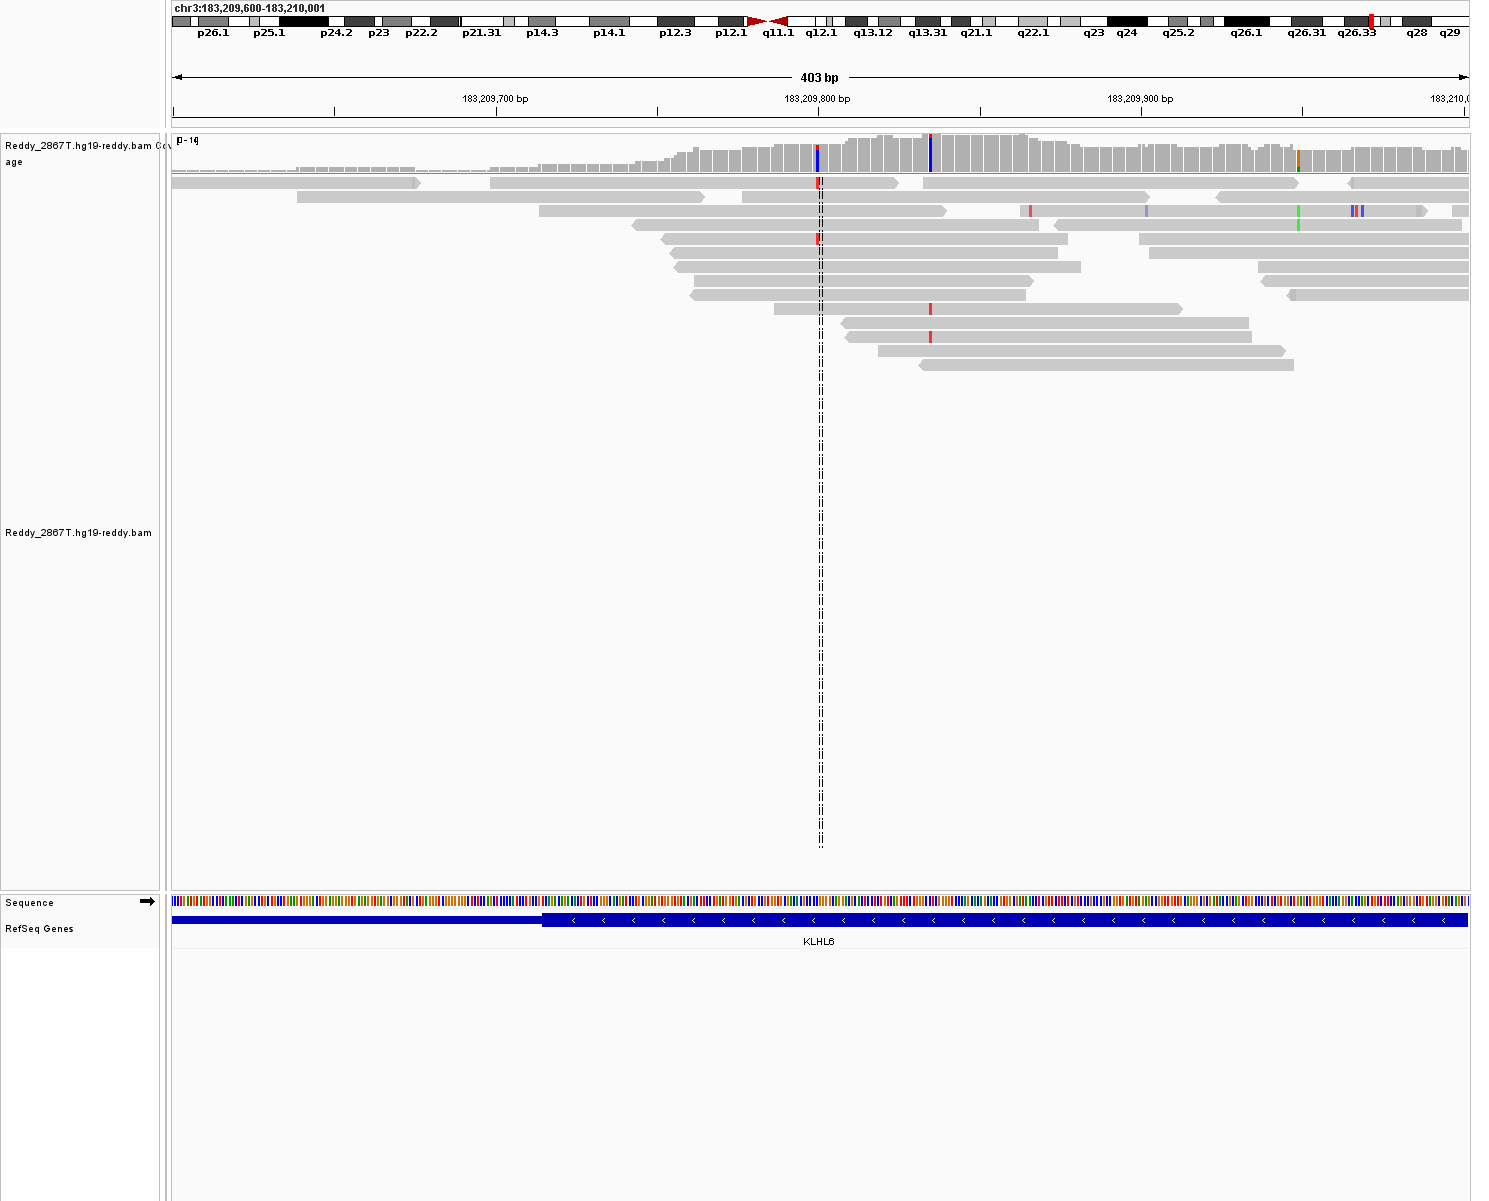 chr3:183,209,600-183,210,001
p26.1 p25.1 p24.2 p23 p22.2 p21.31 p14.3 p14.1 p12.3 p12.1 q11.1 q12.1 q13.12 q13.31 q21.1 q22.1 q23 q24 q25.2 q26.1 q26.31 q26.33 q28 q29
403 bp
183,209,700 bp 183,209,800 bp 183,209,900 bp 183,210,0
Reddy_2867T.hg19-reddy.bam Cov
age
Reddy_2867T.hg19-reddy.bam
Sequence
RefSeq Genes
KLHL6